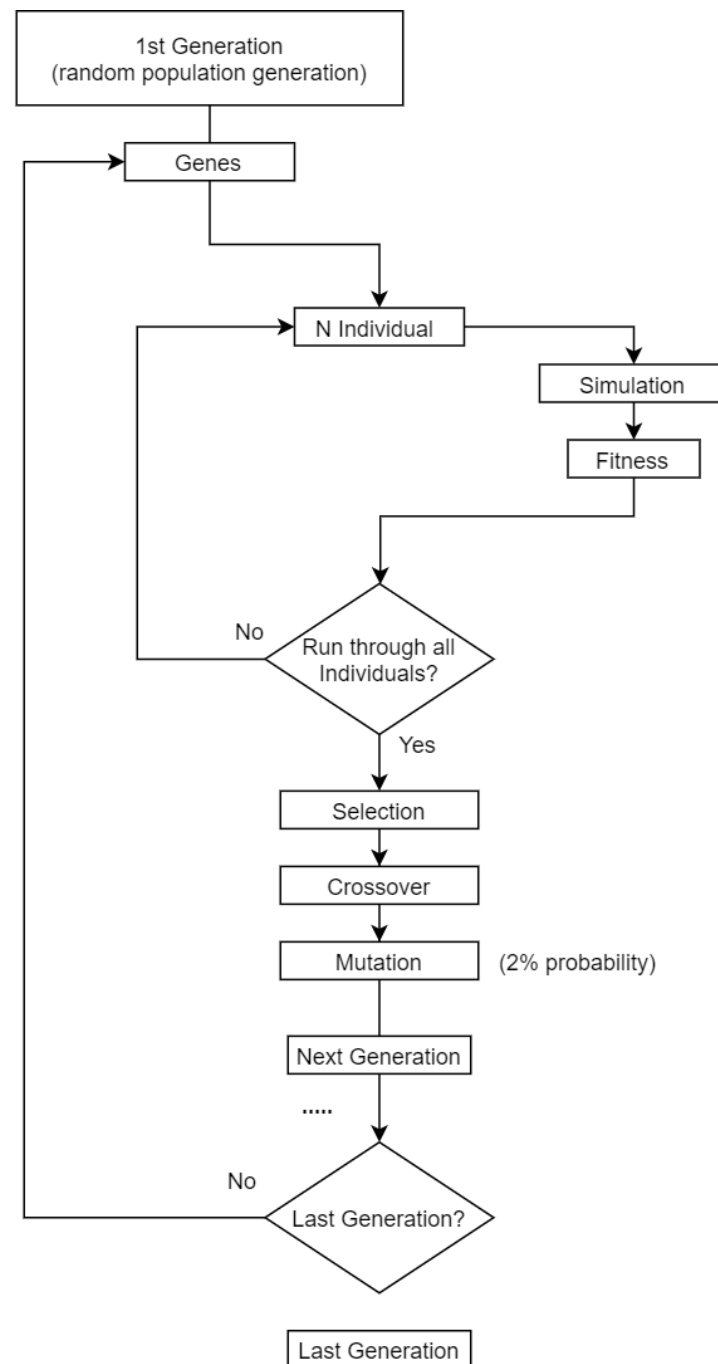 1st Generation
(random population generation)
Genes
N Individual
Simulation
Fitness
No
Run through all
Individuals?
Yes
Selection
Crossover
Mutation
(2% probability)
Next Generation
.....
No
Last Generation?
Last Generation